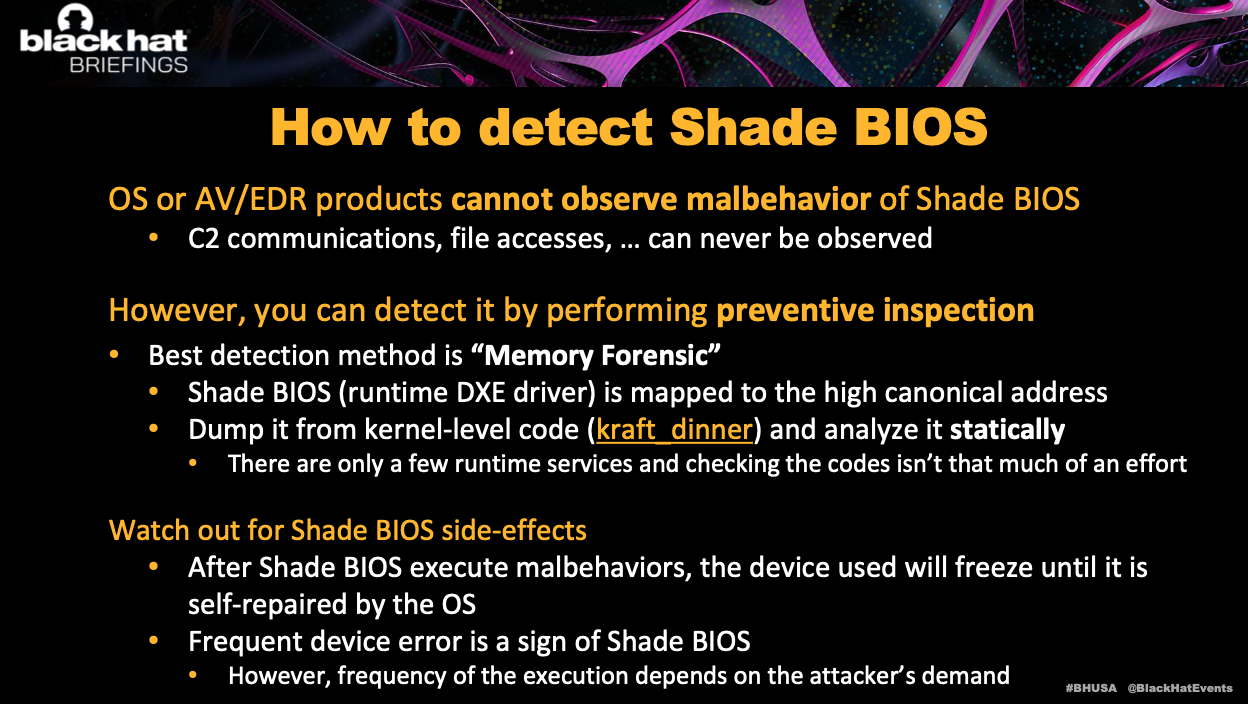 black hat
BRIEFINGS
How to detect Shade BIOS
OS or AV/EDR products cannot observe malbehavior of Shade BIOS
• C2 communications, file accesses, … can never be observed
However, you can detect it by performing preventive inspection
• Best detection method is “Memory Forensic”
• Shade BIOS (runtime DXE driver) is mapped to the high canonical address
• Dump it from kernel-level code (kraft_dinner) and analyze it statically
• There are only a few runtime services and checking the codes isn’t that much of an effort
Watch out for Shade BIOS side-effects
• After Shade BIOS execute malbehaviors, the device used will freeze until it is
self-repaired by the OS
• Frequent device error is a sign of Shade BIOS
• However, frequency of the execution depends on the attacker’s demand
#BHUSA @BlackHatEvents